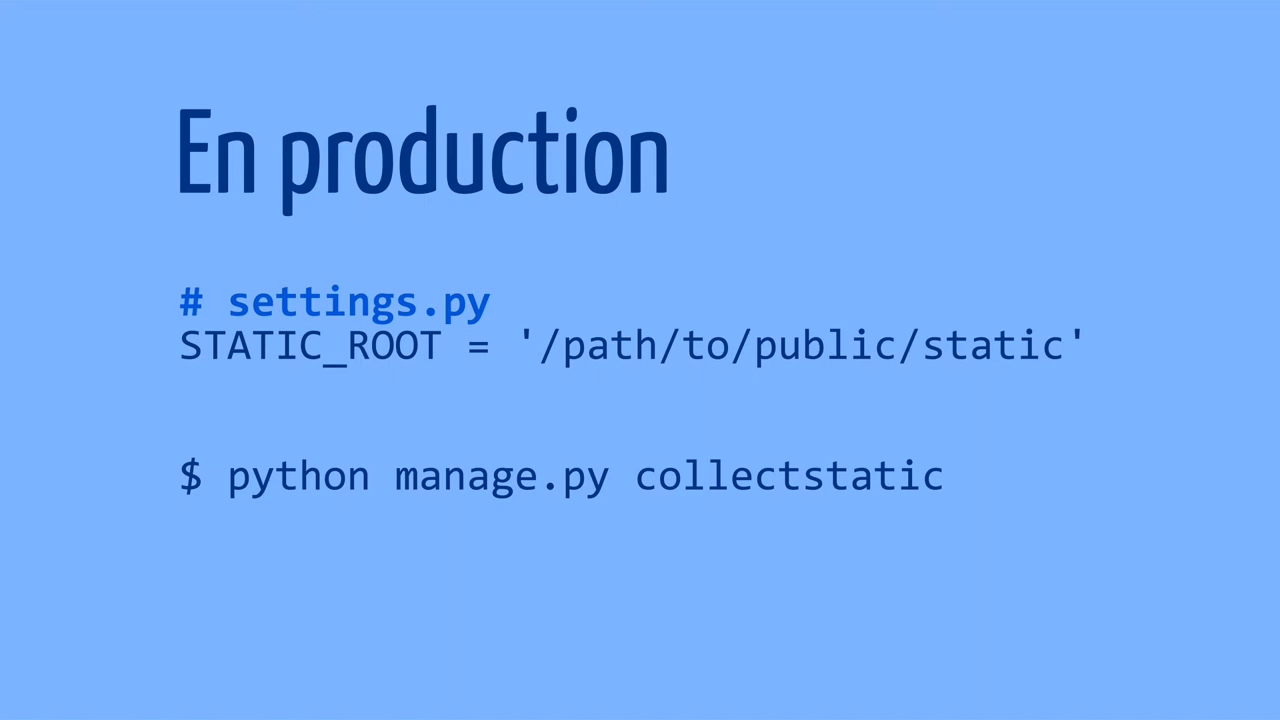 En production
# settings.py
STATIC_ROOT = '/path/to/public/static'
$ python manage.py collectstatic